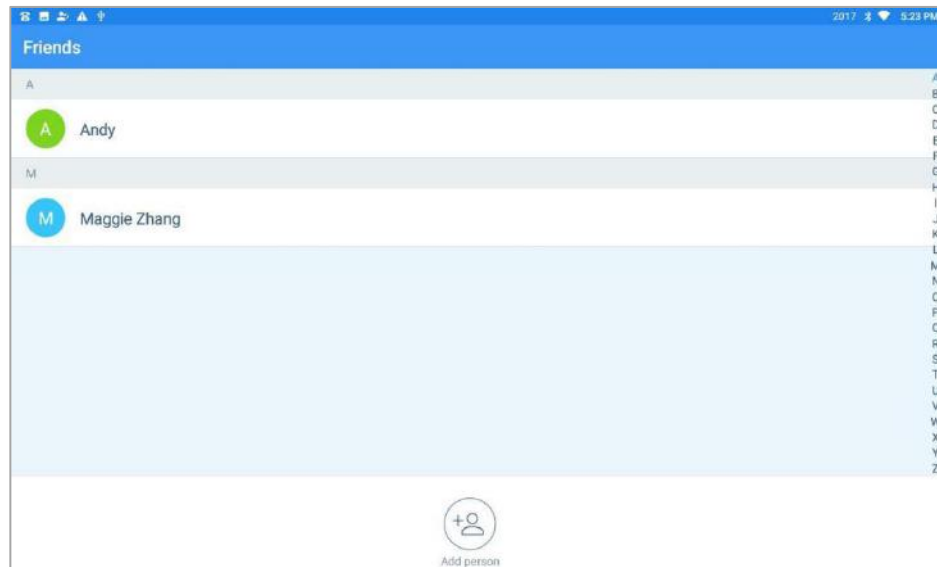 2017 5:23 PM
Friends
A
A Andy
M
M Maggie Zhang
A
B
C
D
E
F
G
H
I
J
K
L
M
N
O
P
Q
R
S
T
U
V
W
X
Y
Z
Add person